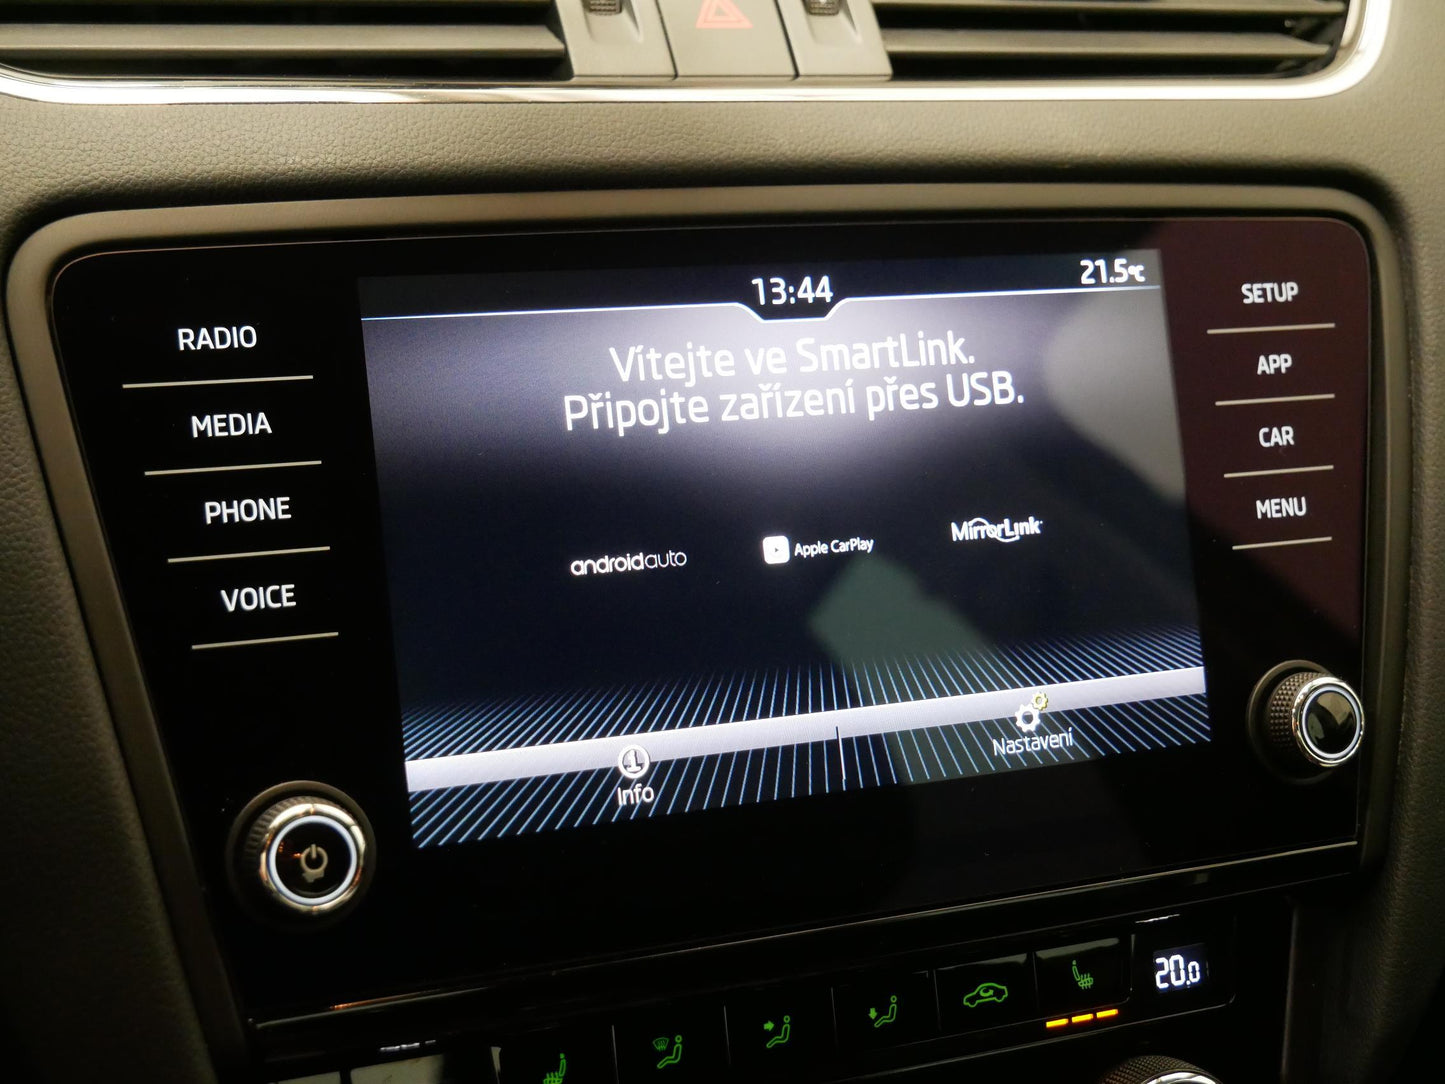 13:44
21.5°C
Vítejte ve SmartLink.
Připojte zařízení přes USB.
androidauto
Apple CarPlay
MirrorLink
Info
Nastavení
RADIO
MEDIA
PHONE
VOICE
SETUP
APP
CAR
MENU
20.0